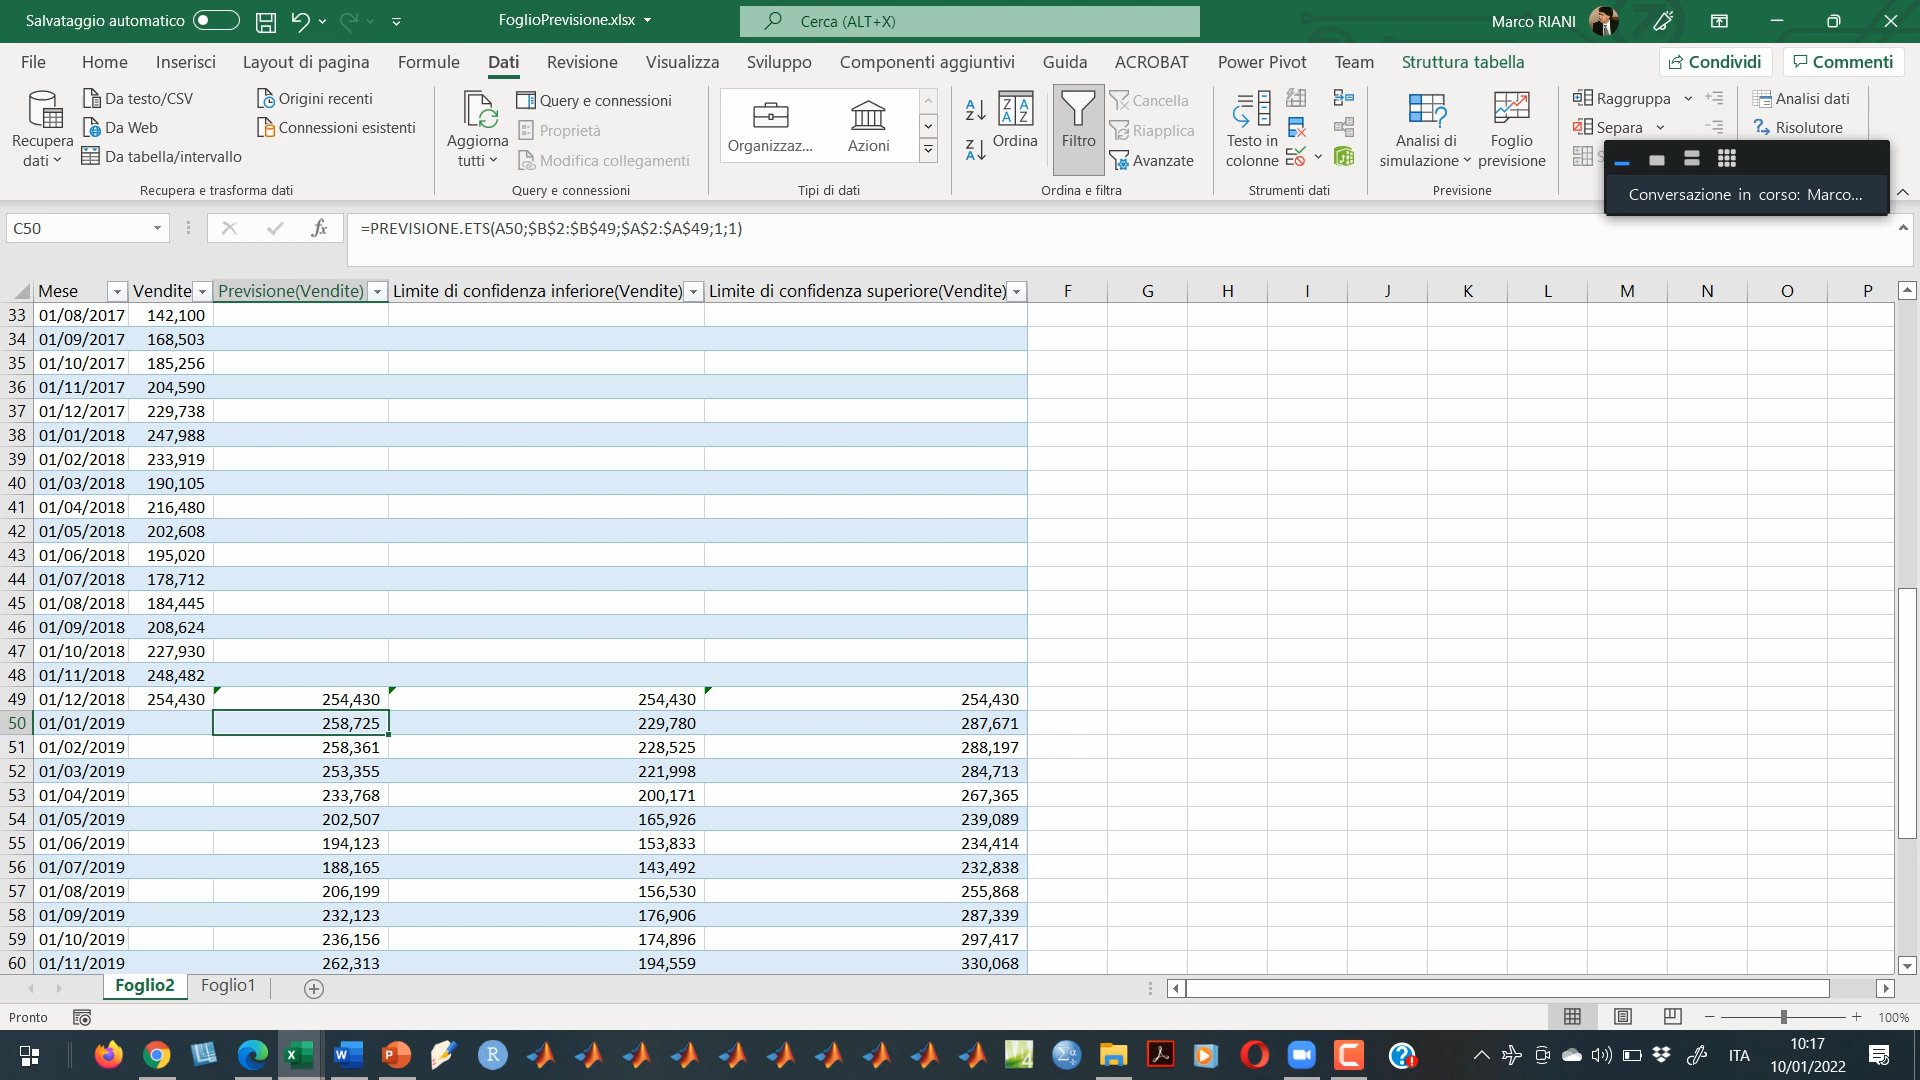 Salvataggio automatico FoglioPrevisione.xlsx Cerca (ALT+X) Marco RIANI
File Home Inserisci Layout di pagina Formule Dati Revisione Visualizza Sviluppo Componenti aggiuntivi Guida ACROBAT Power Pivot Team Struttura tabella Condividi Commenti
Recupera dati
Da testo/CSV
Da Web
Da tabella/intervallo
Origini recenti
Connessioni esistenti
Recupera e trasforma dati
Aggiorna tutti
Query e connessioni
Proprietà
Modifica collegamenti
Query e connessioni
Organizzaz...
Azioni
Tipi di dati
Ordina
Filtro
Cancella
Riapplica
Avanzate
Ordina e filtra
Testo in colonne
Strumenti dati
Analisi di simulazione
Foglio previsione
Previsione
Raggruppa
Separa
Analisi dati
Risolutore
Conversazione in corso: Marco...
C50 fx =PREVISIONE.ETS(A50;$B$2:$B$49;$A$2:$A$49;1;1)
Mese Vendite Previsione(Vendite) Limite di confidenza inferiore(Vendite) Limite di confidenza superiore(Vendite) F G H I J K L M N O P
33 01/08/2017 142,100
34 01/09/2017 168,503
35 01/10/2017 185,256
36 01/11/2017 204,590
37 01/12/2017 229,738
38 01/01/2018 247,988
39 01/02/2018 233,919
40 01/03/2018 190,105
41 01/04/2018 216,480
42 01/05/2018 202,608
43 01/06/2018 195,020
44 01/07/2018 178,712
45 01/08/2018 184,445
46 01/09/2018 208,624
47 01/10/2018 227,930
48 01/11/2018 248,482
49 01/12/2018 254,430 254,430 254,430 254,430
50 01/01/2019 258,725 229,780 287,671
51 01/02/2019 258,361 228,525 288,197
52 01/03/2019 253,355 221,998 284,713
53 01/04/2019 233,768 200,171 267,365
54 01/05/2019 202,507 165,926 239,089
55 01/06/2019 194,123 153,833 234,414
56 01/07/2019 188,165 143,492 232,838
57 01/08/2019 206,199 156,530 255,868
58 01/09/2019 232,123 176,906 287,339
59 01/10/2019 236,156 174,896 297,417
60 01/11/2019 262,313 194,559 330,068
Foglio2 Foglio1
Pronto 100%
ITA 10:17
10/01/2022